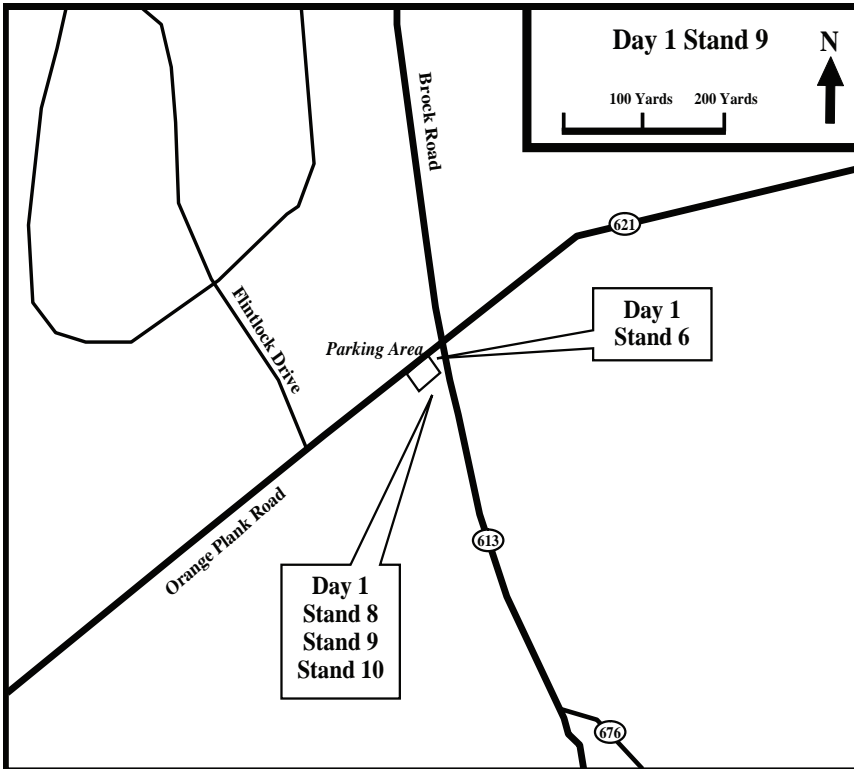 Day 1 Stand 9
N
100 Yards 200 Yards
Brock Road
621
Day 1
Stand 6
Flintlock Drive
Parking Area
Orange Plank Road
613
Day 1
Stand 8
Stand 9
Stand 10
676